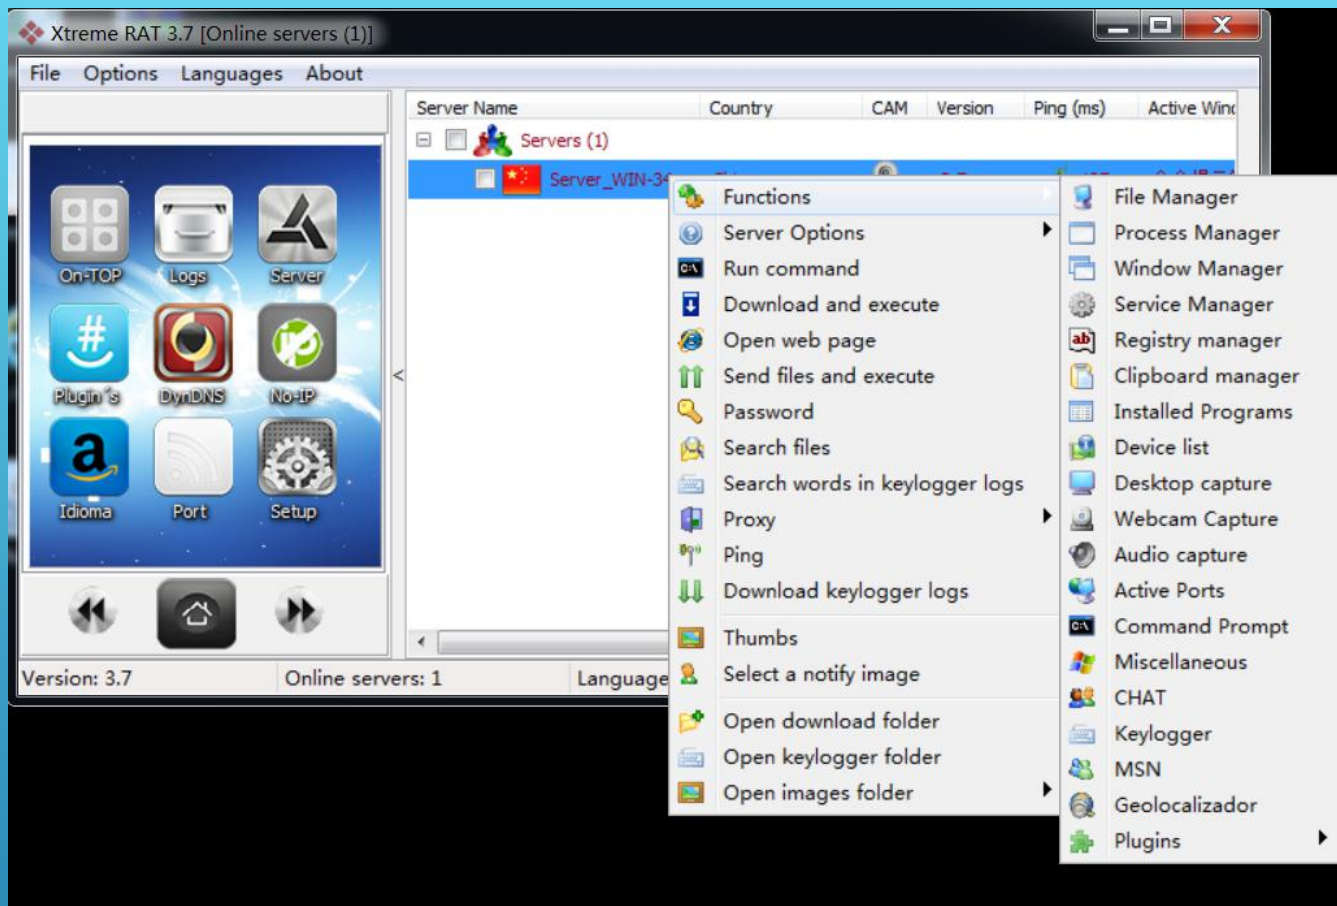 Xtreme RAT 3.7 [Online servers (1)]
File Options Languages About
Server Name Country CAM Version Ping (ms) Active Wind
Servers (1)
Server_WIN-34
On-TOP Logs Server
Plugin´s DynDNS No-IP
Idioma Port Setup
Version: 3.7 Online servers: 1 Language
Functions
Server Options
Run command
Download and execute
Open web page
Send files and execute
Password
Search files
Search words in keylogger logs
Proxy
Ping
Download keylogger logs
Thumbs
Select a notify image
Open download folder
Open keylogger folder
Open images folder
File Manager
Process Manager
Window Manager
Service Manager
Registry manager
Clipboard manager
Installed Programs
Device list
Desktop capture
Webcam Capture
Audio capture
Active Ports
Command Prompt
Miscellaneous
CHAT
Keylogger
MSN
Geolocalizador
Plugins